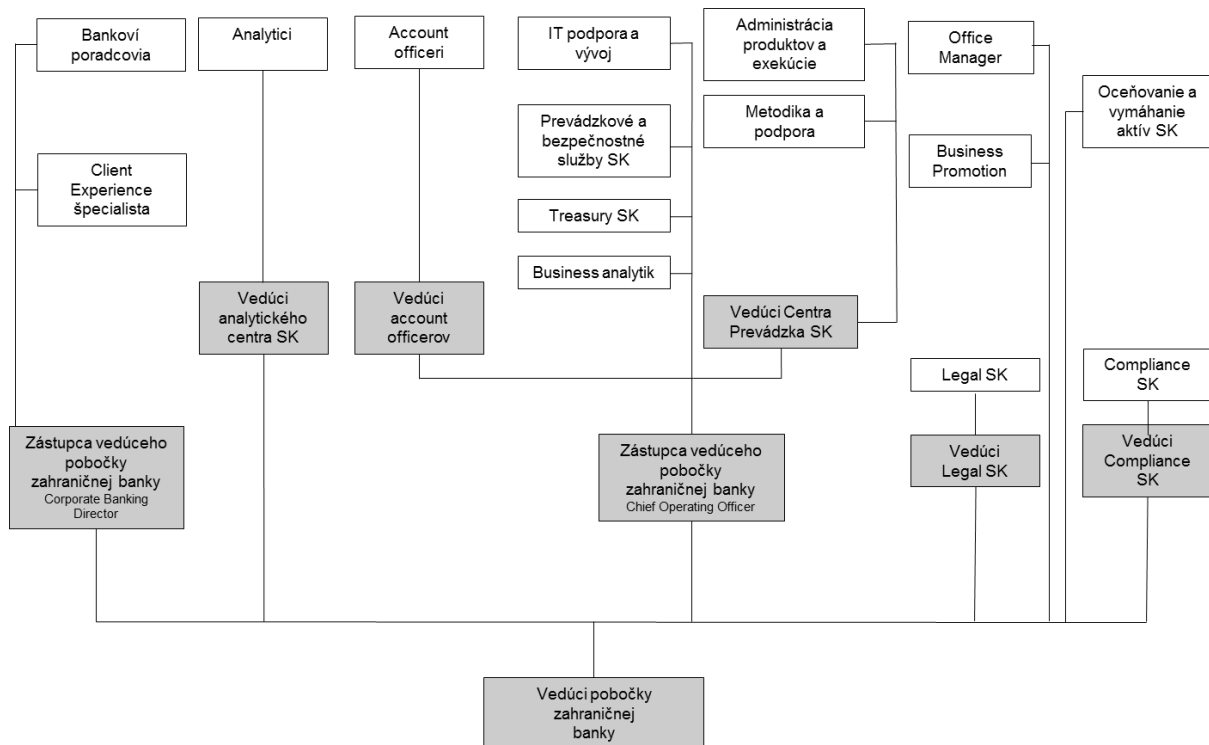 Bankoví
poradcovia
Analytici
Account
officeri
IT podpora a
vývoj
Administrácia
produktov a
exekúcie
Office
Manager
Oceňovanie a
vymáhanie
aktív SK
Prevádzkové a
bezpečnostné
služby SK
Metodika a
podpora
Business
Promotion
Client
Experience
špecialista
Treasury SK
Business analytik
Vedúci
analytického
centra SK
Vedúci
account
officerov
Vedúci Centra
Prevádzka SK
Legal SK
Compliance
SK
Zástupca vedúceho
pobočky
zahraničnej banky
Corporate Banking
Director
Zástupca vedúceho
pobočky
zahraničnej banky
Chief Operating Officer
Vedúci
Legal SK
Vedúci
Compliance
SK
Vedúci pobočky
zahraničnej
banky